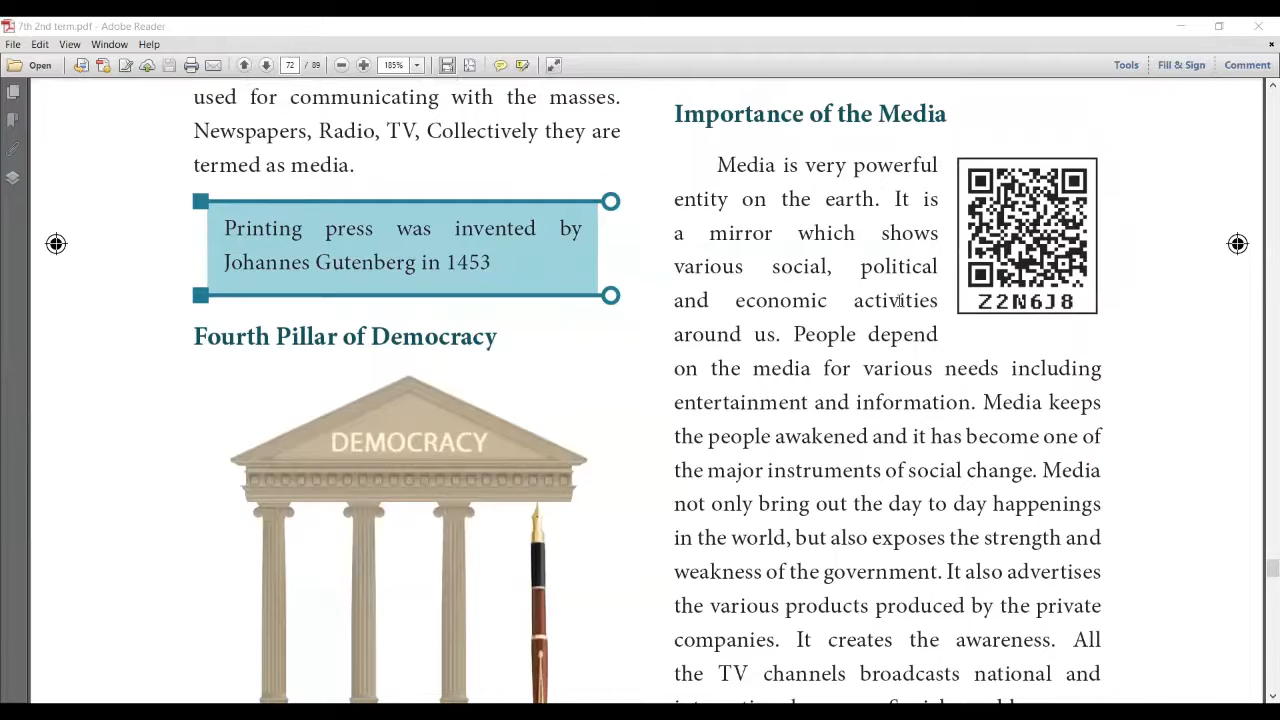 7th 2nd term.pdf - Adobe Reader
File Edit View Window Help
Open 72 / 89 185% Tools Fill & Sign Comment
used for communicating with the masses.
Newspapers, Radio, TV, Collectively they are
termed as media.
Printing press was invented by
Johannes Gutenberg in 1453
Fourth Pillar of Democracy
DEMOCRACY
Importance of the Media
Media is very powerful
entity on the earth. It is
a mirror which shows
various social, political
and economic activities
around us. People depend
on the media for various needs including
entertainment and information. Media keeps
the people awakened and it has become one of
the major instruments of social change. Media
not only bring out the day to day happenings
in the world, but also exposes the strength and
weakness of the government. It also advertises
the various products produced by the private
companies. It creates the awareness. All
the TV channels broadcasts national and
Z2N6J8